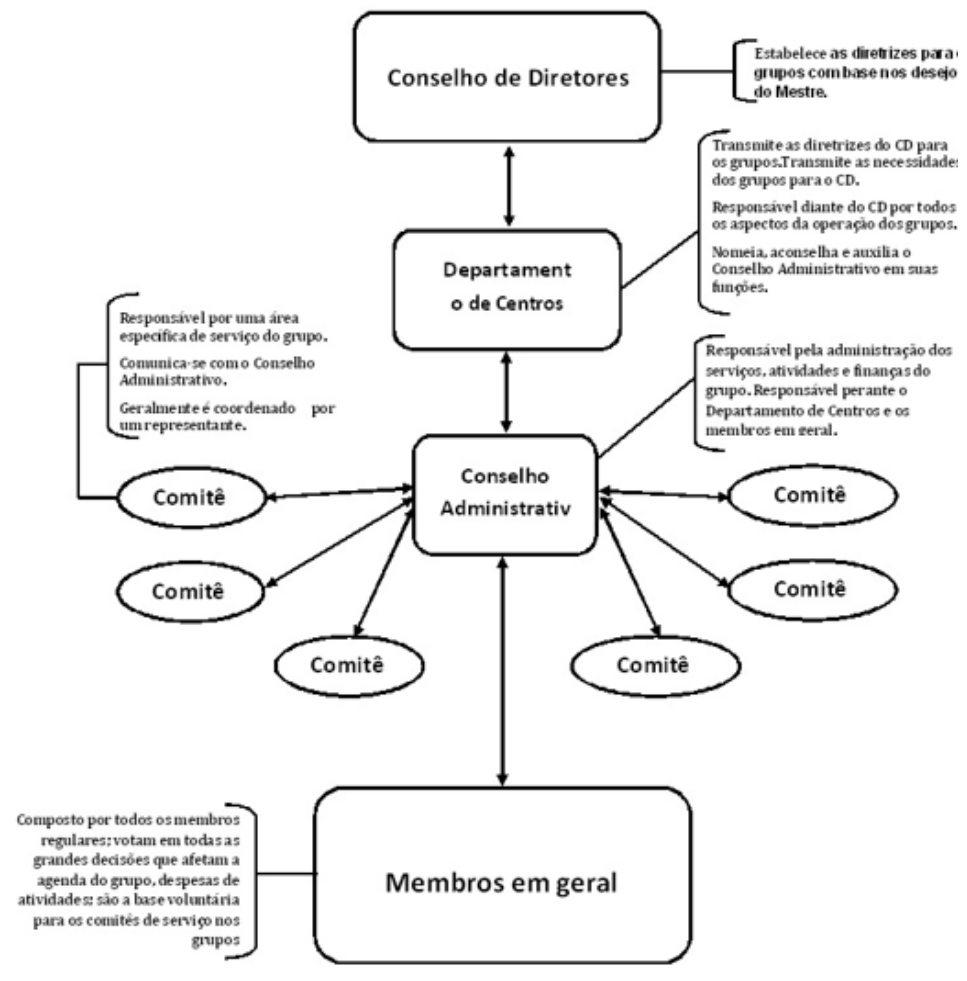 Conselho de Diretores
Estabelece as diretrizes para
grupos com base nos desejo
do Mestre.
Transmite as diretrizes do CD para
os grupos.Transmite as necessidades
dos grupos para o CD.
Responsável diante do CD por todos
os aspectos da operação dos grupos.
Nomeia, aconselha e auxilia o
Conselho Administrativo em suas
funções.
Departament
o de Centros
Responsável por uma área
específica de serviço do grupo.
Comunica-se com o Conselho
Administrativo.
Geralmente é coordenado por
um representante.
Responsável pela administração dos
serviços, atividades e finanças do
grupo. Responsável perante o
Departamento de Centros e os
membros em geral.
Conselho
Administrativ
Comitê
Comitê
Comitê
Comitê
Comitê
Comitê
Composto por todos os membros
regulares; votam em todas as
grandes decisões que afetam a
agenda do grupo, despesas de
atividades; são a base voluntária
para os comitês de serviço nos
grupos
Membros em geral